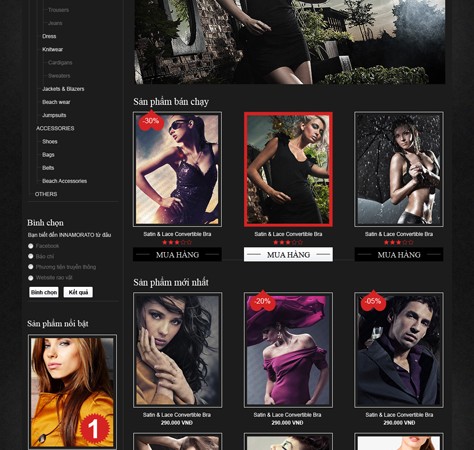 Trousers
Jeans
Dress
Knitwear
Cardigans
Sweaters
Jackets & Blazers
Beach wear
Jumpsuits
ACCESSORIES
Shoes
Bags
Belts
Beach Accessories
OTHERS
Bình chọn
Bạn biết đến INNAMORATO từ đâu
Facebook
Báo chí
Phương tiện truyền thông
Website rao vặt
Bình chọn
Kết quả
Sản phẩm nổi bật
1
Sản phẩm bán chạy
-30%
Satin & Lace Convertible Bra
Satin & Lace Convertible Bra
Satin & Lace Convertible Bra
MUA HÀNG
MUA HÀNG
MUA HÀNG
Sản phẩm mới nhất
-20%
-05%
Satin & Lace Convertible Bra
Satin & Lace Convertible Bra
Satin & Lace Convertible Bra
290.000 VNĐ
290.000 VNĐ
290.000 VNĐ